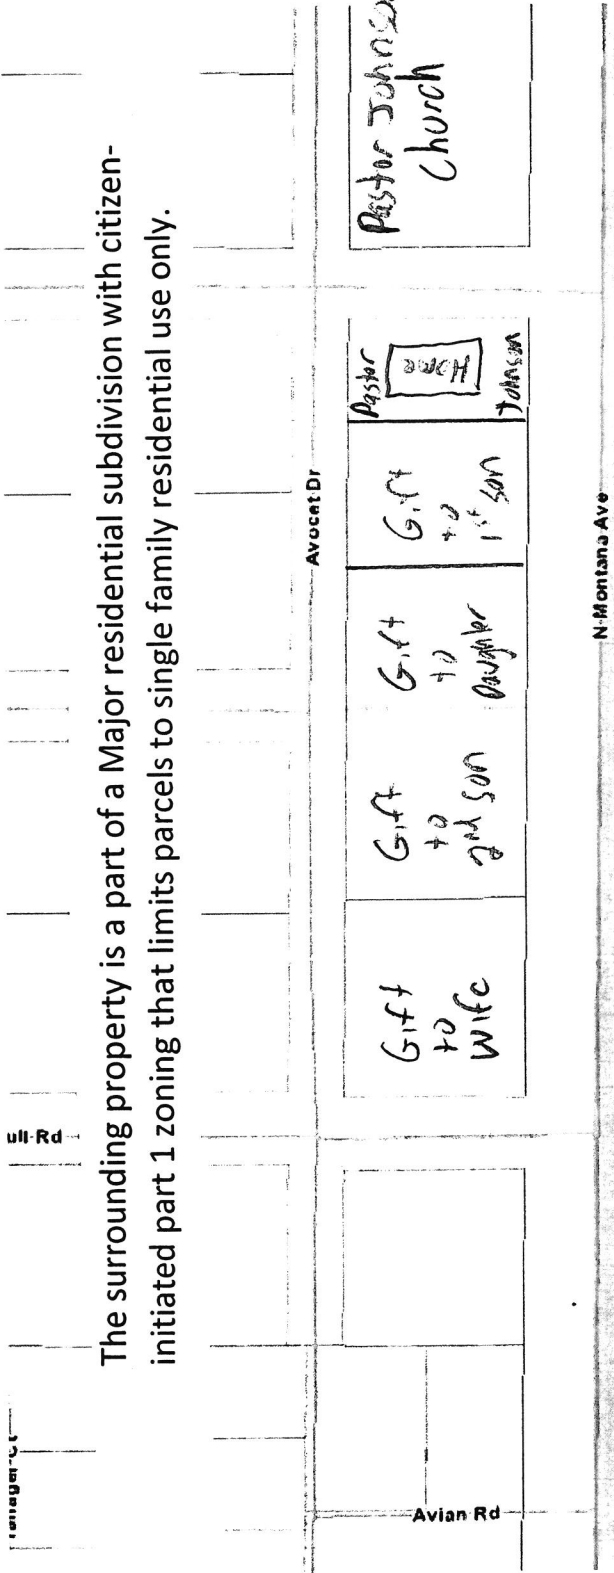 The surrounding property is a part of a Major residential subdivision with citizen-
initiated part 1 zoning that limits parcels to single family residential use only.
ull Rd
Avocet Dr
Avian Rd
N Montana Ave
Gift
to
Wife
Gift
to
2nd Son
Gift
to
Daughter
Gift
to
1st Son
Pastor
Home
Johnson
Pastor Johnso
Church